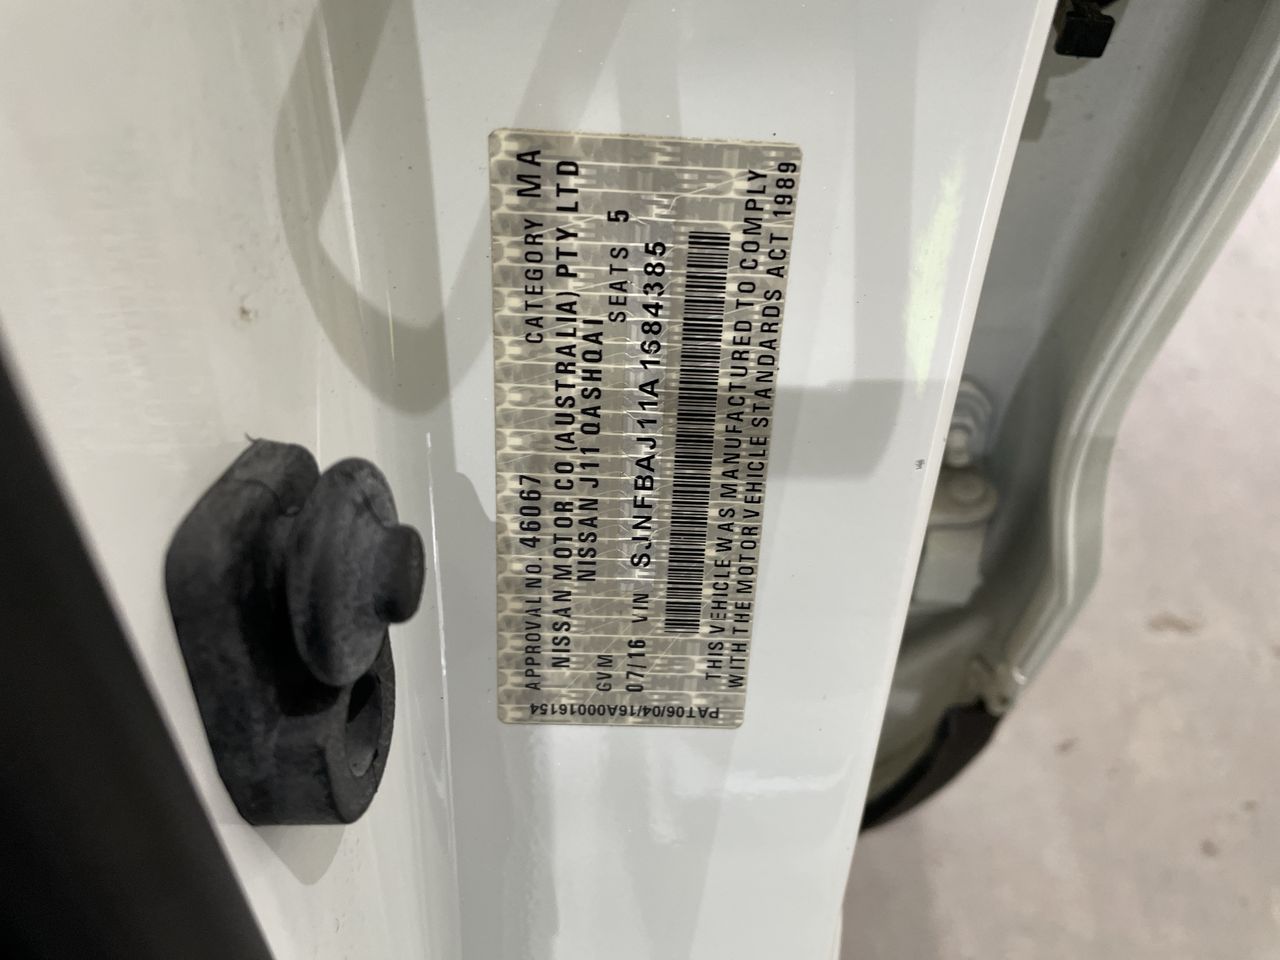 APPROVAL NO. 46067 CATEGORY MA
NISSAN MOTOR CO (AUSTRALIA) PTY LTD
NISSAN J11 QASHQAI
GVM SEATS 5
07/16 VIN SJNFBAJ11A1684385
THIS VEHICLE WAS MANUFACTURED TO COMPLY
WITH THE MOTOR VEHICLE STANDARDS ACT 1989
PAT06/04/16A00016154